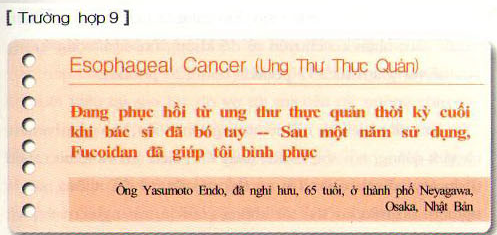 [ Trường hợp 9 ]
Esophageal Cancer (Ung Thư Thực Quản)
Đang phục hồi từ ung thư thực quản thời kỳ cuối
khi bác sĩ đã bó tay -- Sau một năm sử dụng,
Fucoidan đã giúp tôi bình phục
Ông Yasumoto Endo, đã nghỉ hưu, 65 tuổi, ở thành phố Neyagawa,
Osaka, Nhật Bản